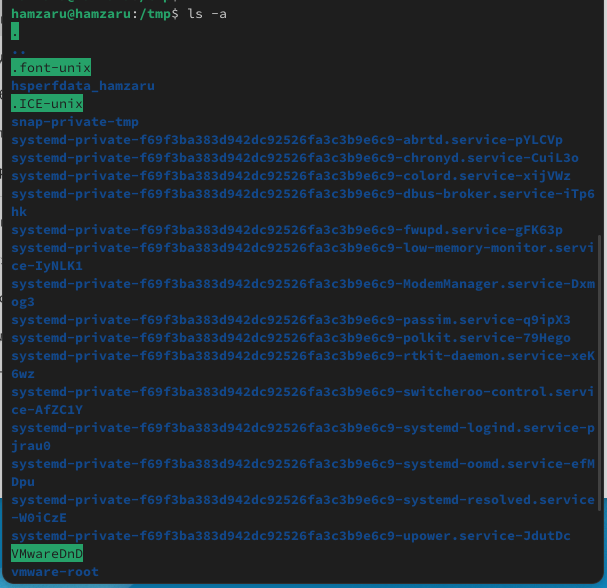 hamzaru@hamzaru:/tmp$ ls -a
.
..
.font-unix
hsperfdata_hamzaru
.ICE-unix
snap-private-tmp
systemd-private-f69f3ba383d942dc92526fa3c3b9e6c9-abrtd.service-pYLCVp
systemd-private-f69f3ba383d942dc92526fa3c3b9e6c9-chronyd.service-CuiL3o
systemd-private-f69f3ba383d942dc92526fa3c3b9e6c9-colord.service-xijVWz
systemd-private-f69f3ba383d942dc92526fa3c3b9e6c9-dbus-broker.service-iTp6
hk
systemd-private-f69f3ba383d942dc92526fa3c3b9e6c9-fwupd.service-gFK63p
systemd-private-f69f3ba383d942dc92526fa3c3b9e6c9-low-memory-monitor.servi
ce-IyNLK1
systemd-private-f69f3ba383d942dc92526fa3c3b9e6c9-ModemManager.service-Dxm
og3
systemd-private-f69f3ba383d942dc92526fa3c3b9e6c9-passim.service-q9ipX3
systemd-private-f69f3ba383d942dc92526fa3c3b9e6c9-polkit.service-79Hego
systemd-private-f69f3ba383d942dc92526fa3c3b9e6c9-rtkit-daemon.service-xeK
6wz
systemd-private-f69f3ba383d942dc92526fa3c3b9e6c9-switcheroo-control.servi
ce-AfZC1Y
systemd-private-f69f3ba383d942dc92526fa3c3b9e6c9-systemd-logind.service-p
jrau0
systemd-private-f69f3ba383d942dc92526fa3c3b9e6c9-systemd-oomd.service-efM
Dpu
systemd-private-f69f3ba383d942dc92526fa3c3b9e6c9-systemd-resolved.service
-W0iCzE
systemd-private-f69f3ba383d942dc92526fa3c3b9e6c9-upower.service-JdutDc
VMwareDnD
vmware-root